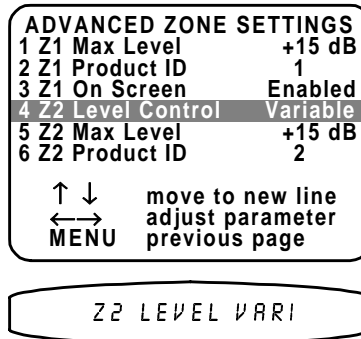 ADVANCED ZONE SETTINGS
1 Z1 Max Level +15 dB
2 Z1 Product ID 1
3 Z1 On Screen Enabled
4 Z2 Level Control Variable
5 Z2 Max Level +15 dB
6 Z2 Product ID 2
↑ ↓ move to new line
←→ adjust parameter
MENU previous page
Z2 LEVEL VARI